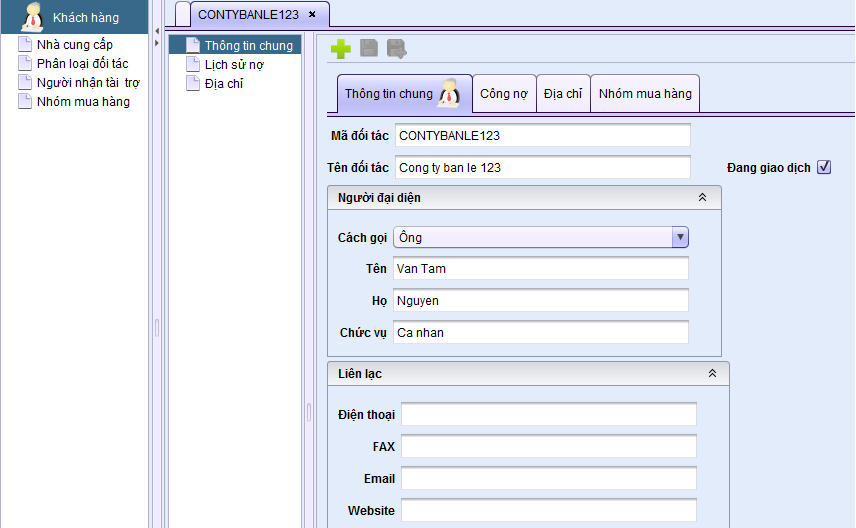 Khách hàng
Nhà cung cấp
Phân loại đối tác
Người nhận tài trợ
Nhóm mua hàng
CONTYBANLE123 ×
Thông tin chung
Lịch sử nợ
Địa chỉ
Thông tin chung
Công nợ
Địa chỉ
Nhóm mua hàng
Mã đối tác CONTYBANLE123
Tên đối tác Cong ty ban le 123 Đang giao dịch
Người đại diện
Cách gọi Ông
Tên Van Tam
Họ Nguyen
Chức vụ Ca nhan
Liên lạc
Điện thoại
FAX
Email
Website